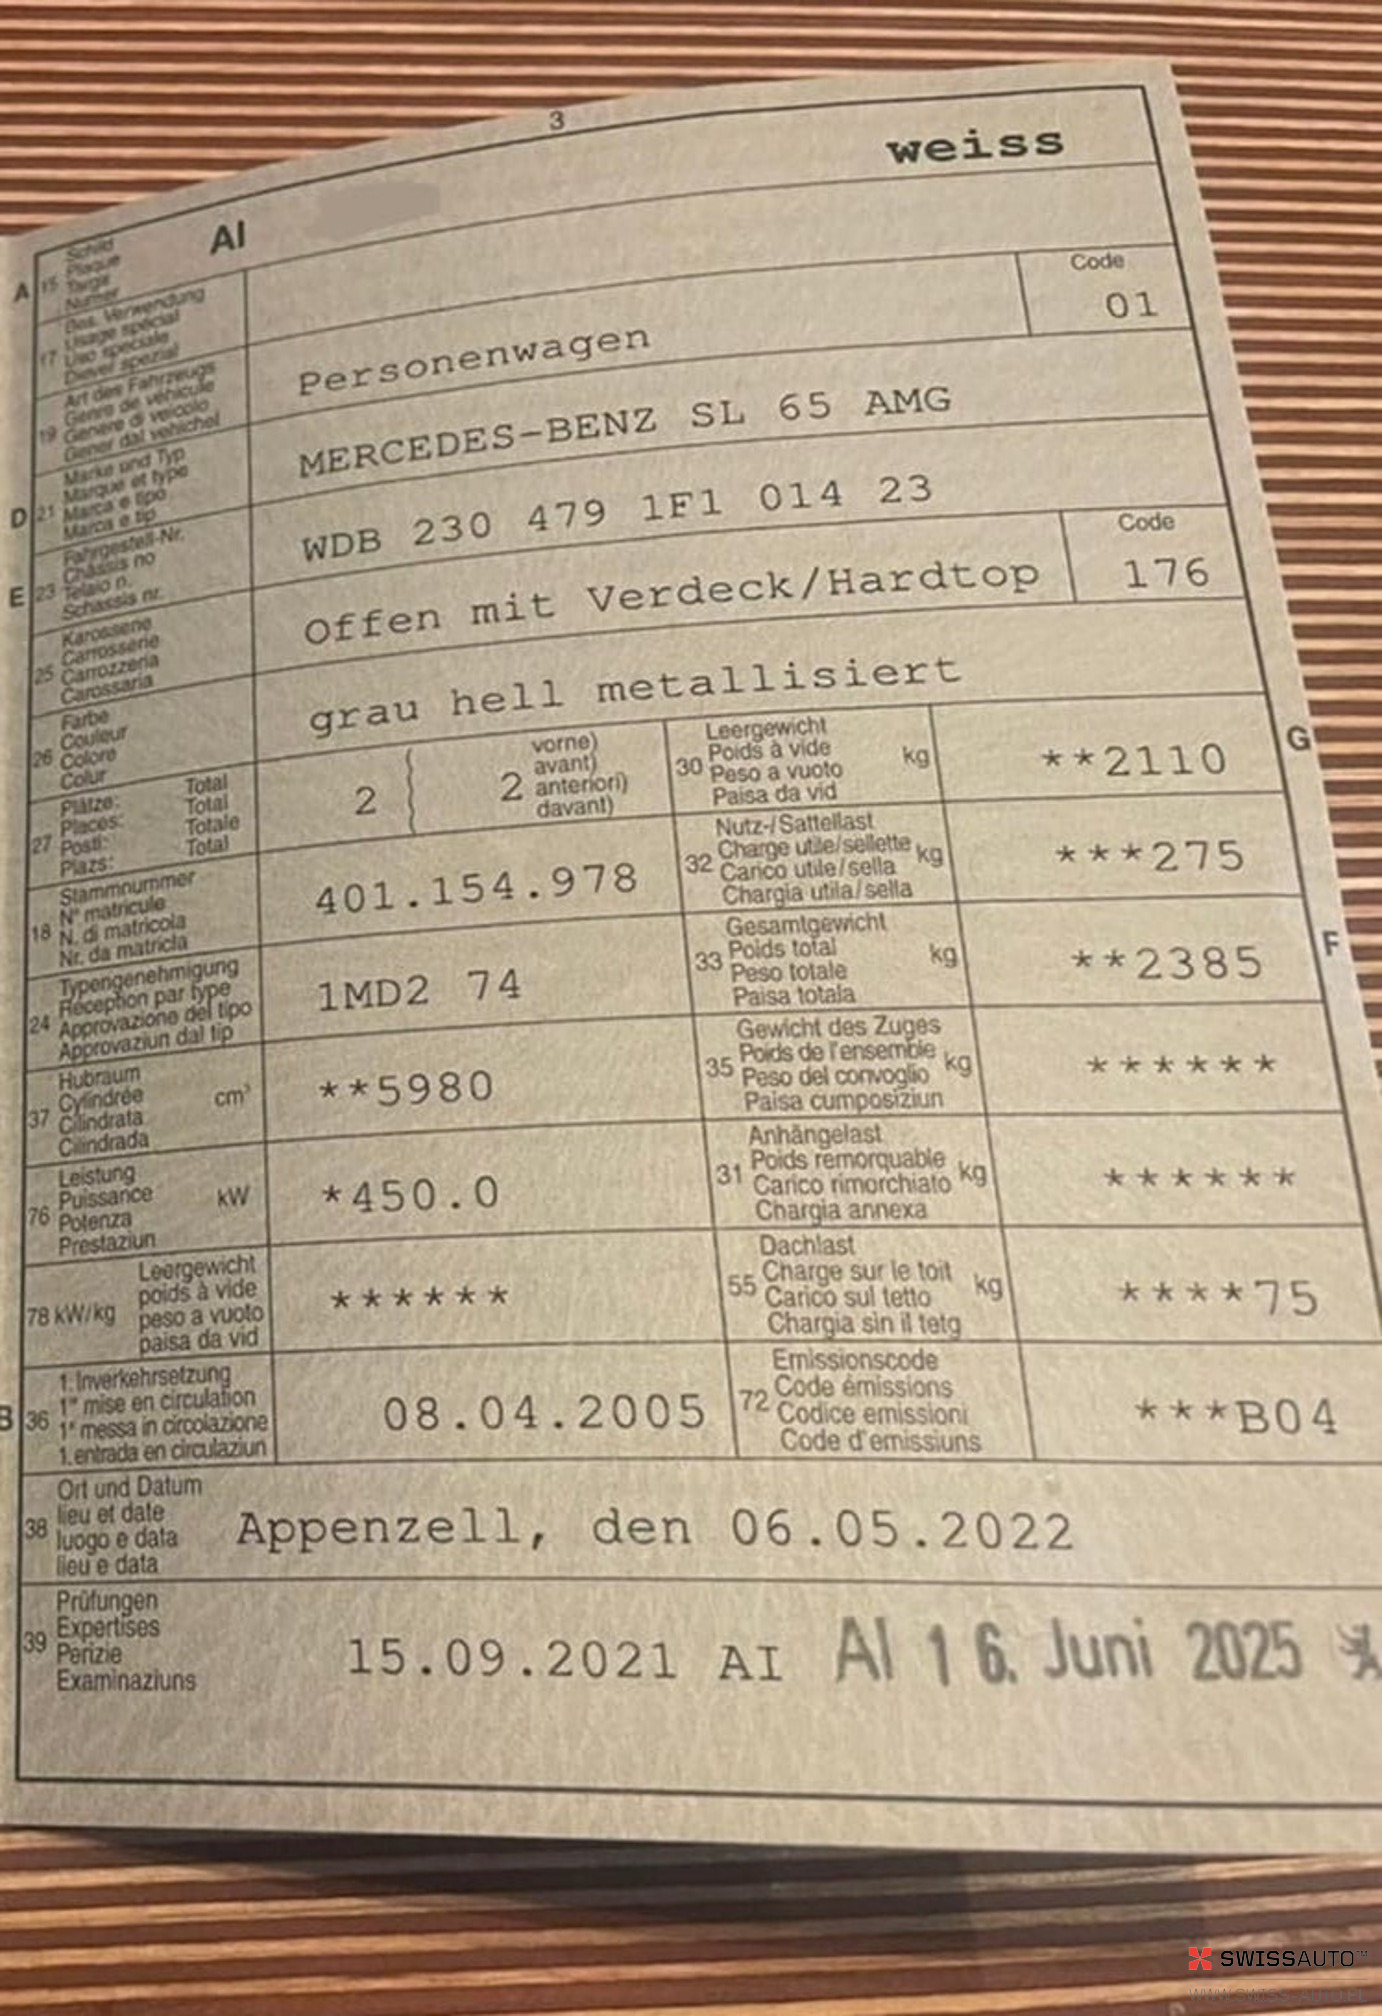 3
AI weiss
A 15 Schild
Plaque
Targa
Numer
17 Bes. Verwendung
Usage spécial
Uso speciale
Diever spezial
19 Art des Fahrzeugs
Genre de véhicule
Genere di veicolo
Gener dal vehichel
Personenwagen
Code
01
D 21 Marke und Typ
Marque et type
Marca e tipo
Marca e tip
MERCEDES-BENZ SL 65 AMG
E 23 Fahrgestell-Nr.
Châssis no
Telaio n.
Schassis nr.
WDB 230 479 1F1 014 23
25 Karosserie
Carrosserie
Carrozzeria
Carossaria
Offen mit Verdeck/Hardtop
Code
176
26 Farbe
Couleur
Colore
Colur
grau hell metallisiert
27 Plätze: Total
Places: Total
Posti: Totale
Plazs: Total
2 2
vorne)
avant)
anteriori)
davant)
30 Leergewicht
Poids à vide kg
Peso a vuoto
Paisa da vid
**2110
G
18 Stammnummer
N° matricule
N. di matricola
Nr. da matricla
401.154.978
32 Nutz-/Sattellast
Charge utile/sellette kg
Carico utile/sella
Chargia utila/sella
***275
24 Typengenehmigung
Réception par type
Approvazione del tipo
Approvaziun dal tip
1MD2 74
33 Gesamtgewicht
Poids total kg
Peso totale
Paisa totala
**2385
F
37 Hubraum
Cylindrée cm³
Cilindrata
Cilindrada
**5980
35 Gewicht des Zuges
Poids de l'ensemble kg
Peso del convoglio
Paisa cumposiziun
******
76 Leistung
Puissance kW
Potenza
Prestaziun
*450.0
31 Anhängelast
Poids remorquable kg
Carico rimorchiato
Chargia annexa
******
78 kW/kg Leergewicht
poids à vide
peso a vuoto
paisa da vid
******
55 Dachlast
Charge sur le toit kg
Carico sul tetto
Chargia sin il tetg
****75
B 36 1. Inverkehrsetzung
1re mise en circulation
1a messa in circolazione
1. entrada en circulaziun
08.04.2005
72 Emissionscode
Code émissions
Codice emissioni
Code d'emissiuns
***B04
38 Ort und Datum
lieu et date
luogo e data
lieu e data
Appenzell, den 06.05.2022
39 Prüfungen
Expertises
Perizie
Examinaziuns
15.09.2021 AI AI 16. Juni 2025
SWISSAUTO™